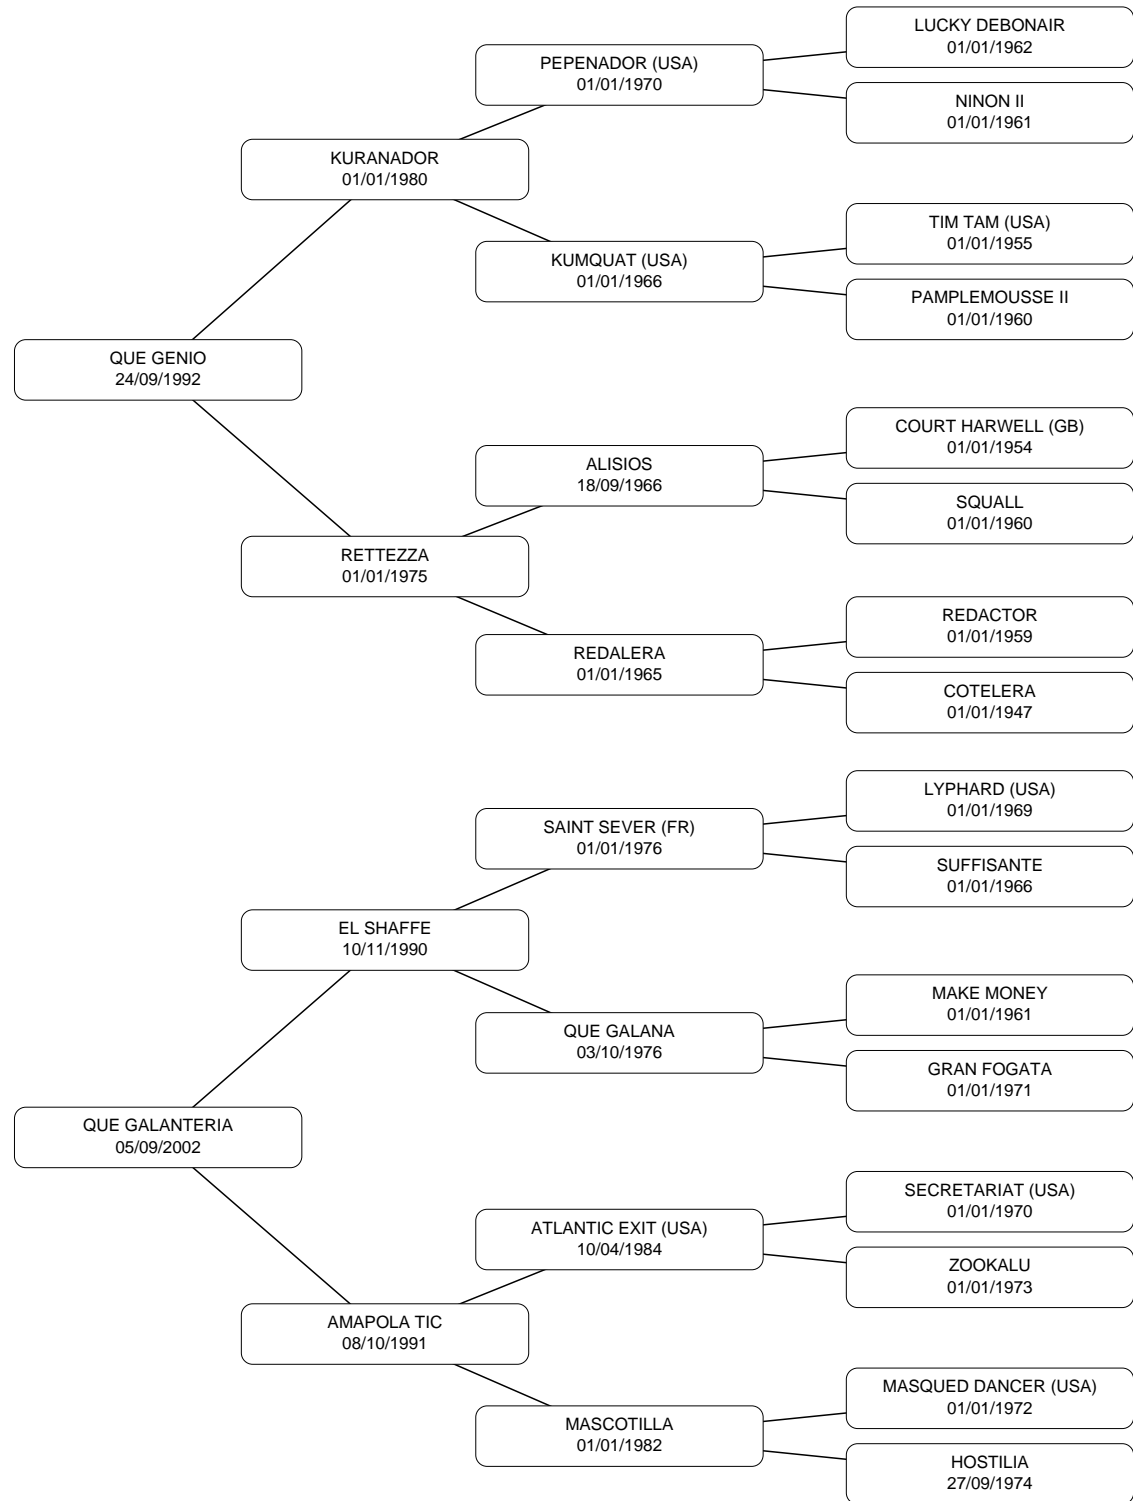 LUCKY DEBONAIR
01/01/1962
PEPENADOR (USA)
01/01/1970
NINON II
01/01/1961
KURANADOR
01/01/1980
TIM TAM (USA)
01/01/1955
KUMQUAT (USA)
01/01/1966
PAMPLEMOUSSE II
01/01/1960
QUE GENIO
24/09/1992
COURT HARWELL (GB)
01/01/1954
ALISIOS
18/09/1966
SQUALL
01/01/1960
RETTEZZA
01/01/1975
REDACTOR
01/01/1959
REDALERA
01/01/1965
COTELERA
01/01/1947
LYPHARD (USA)
01/01/1969
SAINT SEVER (FR)
01/01/1976
SUFFISANTE
01/01/1966
EL SHAFFE
10/11/1990
MAKE MONEY
01/01/1961
QUE GALANA
03/10/1976
GRAN FOGATA
01/01/1971
QUE GALANTERIA
05/09/2002
SECRETARIAT (USA)
01/01/1970
ATLANTIC EXIT (USA)
10/04/1984
ZOOKALU
01/01/1973
AMAPOLA TIC
08/10/1991
MASQUED DANCER (USA)
01/01/1972
MASCOTILLA
01/01/1982
HOSTILIA
27/09/1974